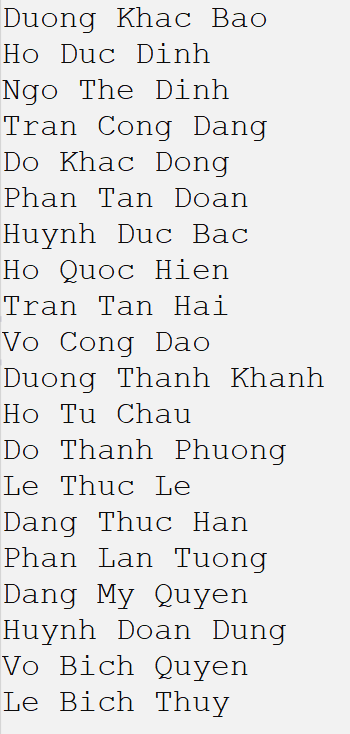 Duong Khac Bao
Ho Duc Dinh
Ngo The Dinh
Tran Cong Dang
Do Khac Dong
Phan Tan Doan
Huynh Duc Bac
Ho Quoc Hien
Tran Tan Hai
Vo Cong Dao
Duong Thanh Khanh
Ho Tu Chau
Do Thanh Phuong
Le Thuc Le
Dang Thuc Han
Phan Lan Tuong
Dang My Quyen
Huynh Doan Dung
Vo Bich Quyen
Le Bich Thuy